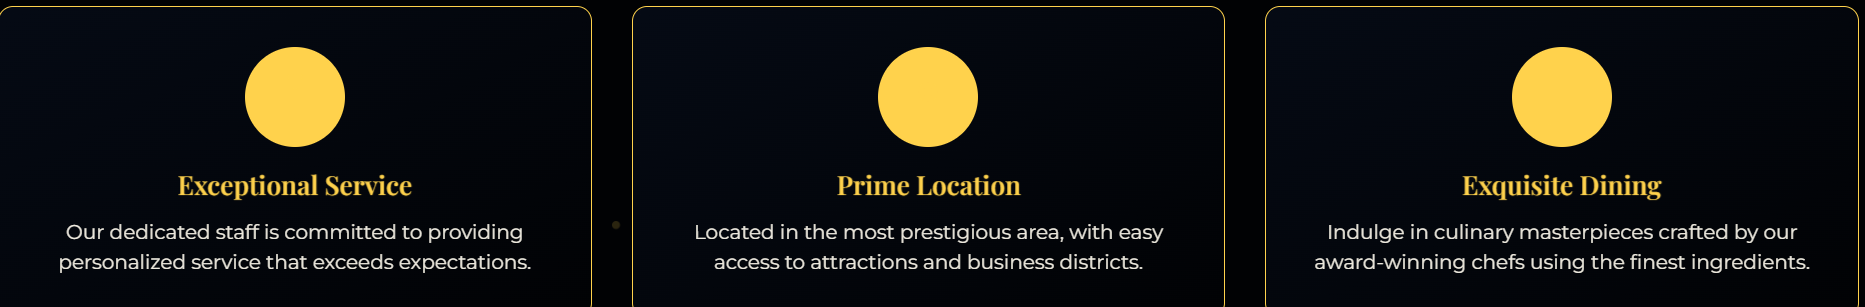 Exceptional Service
Our dedicated staff is committed to providing
personalized service that exceeds expectations.
Prime Location
Located in the most prestigious area, with easy
access to attractions and business districts.
Exquisite Dining
Indulge in culinary masterpieces crafted by our
award-winning chefs using the finest ingredients.